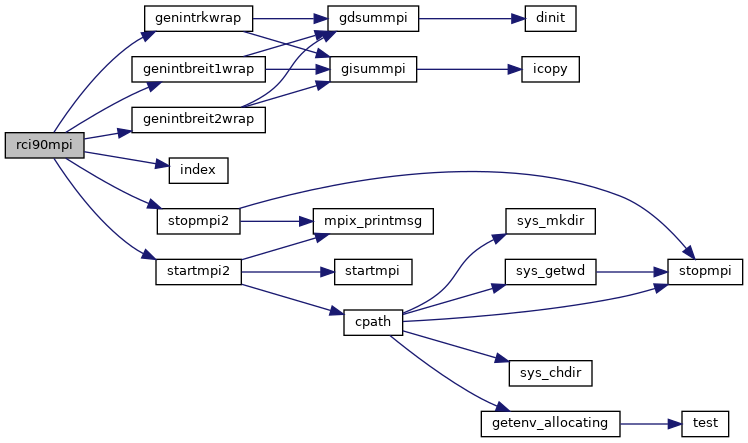 genintrkwrap
gdsummpi
dinit
genintbreit1wrap
gisummpi
icopy
genintbreit2wrap
rci90mpi
index
stopmpi2
mpix_printmsg
sys_mkdir
startmpi2
startmpi
sys_getwd
stopmpi
cpath
sys_chdir
getenv_allocating
test